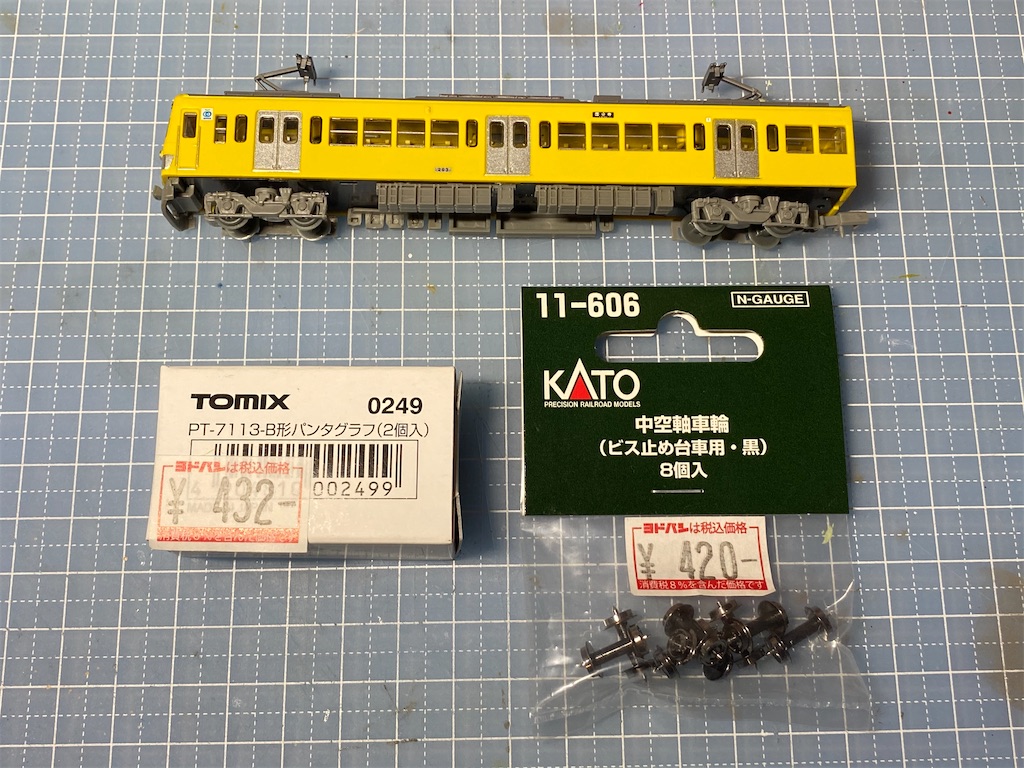 11-606
N-GAUGE
KATO
PRECISION RAILROAD MODELS
中空軸車輪
(ビス止め台車用・黒)
8個入
TOMIX
0249
PT-7113-B形パンタグラフ(2個入)
002499
ヨドバシは税込価格
¥432-
ヨドバシは税込価格
¥420-
消費税8%を含んだ価格です